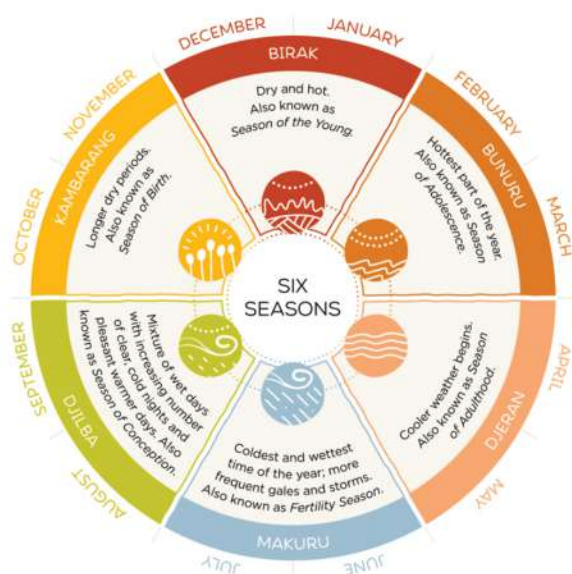 SIX
SEASONS
DECEMBER
JANUARY
BIRAK
Dry and hot.
Also known as
Season of the Young.
FEBRUARY
MARCH
BUNURU
Hottest part of the year.
Also known as Season
of Adolescence.
APRIL
MAY
DJERAN
Cooler weather begins.
Also known as Season
of Adulthood.
JUNE
JULY
MAKURU
Coldest and wettest
time of the year; more
frequent gales and storms.
Also known as Fertility Season.
AUGUST
SEPTEMBER
DJILBA
Mixture of wet days
with increasing number
of clear cold nights and
pleasant warmer days. Also
known as Season of Conception.
OCTOBER
NOVEMBER
KAMBARANG
Longer dry periods.
Also known as
Season of Birth.